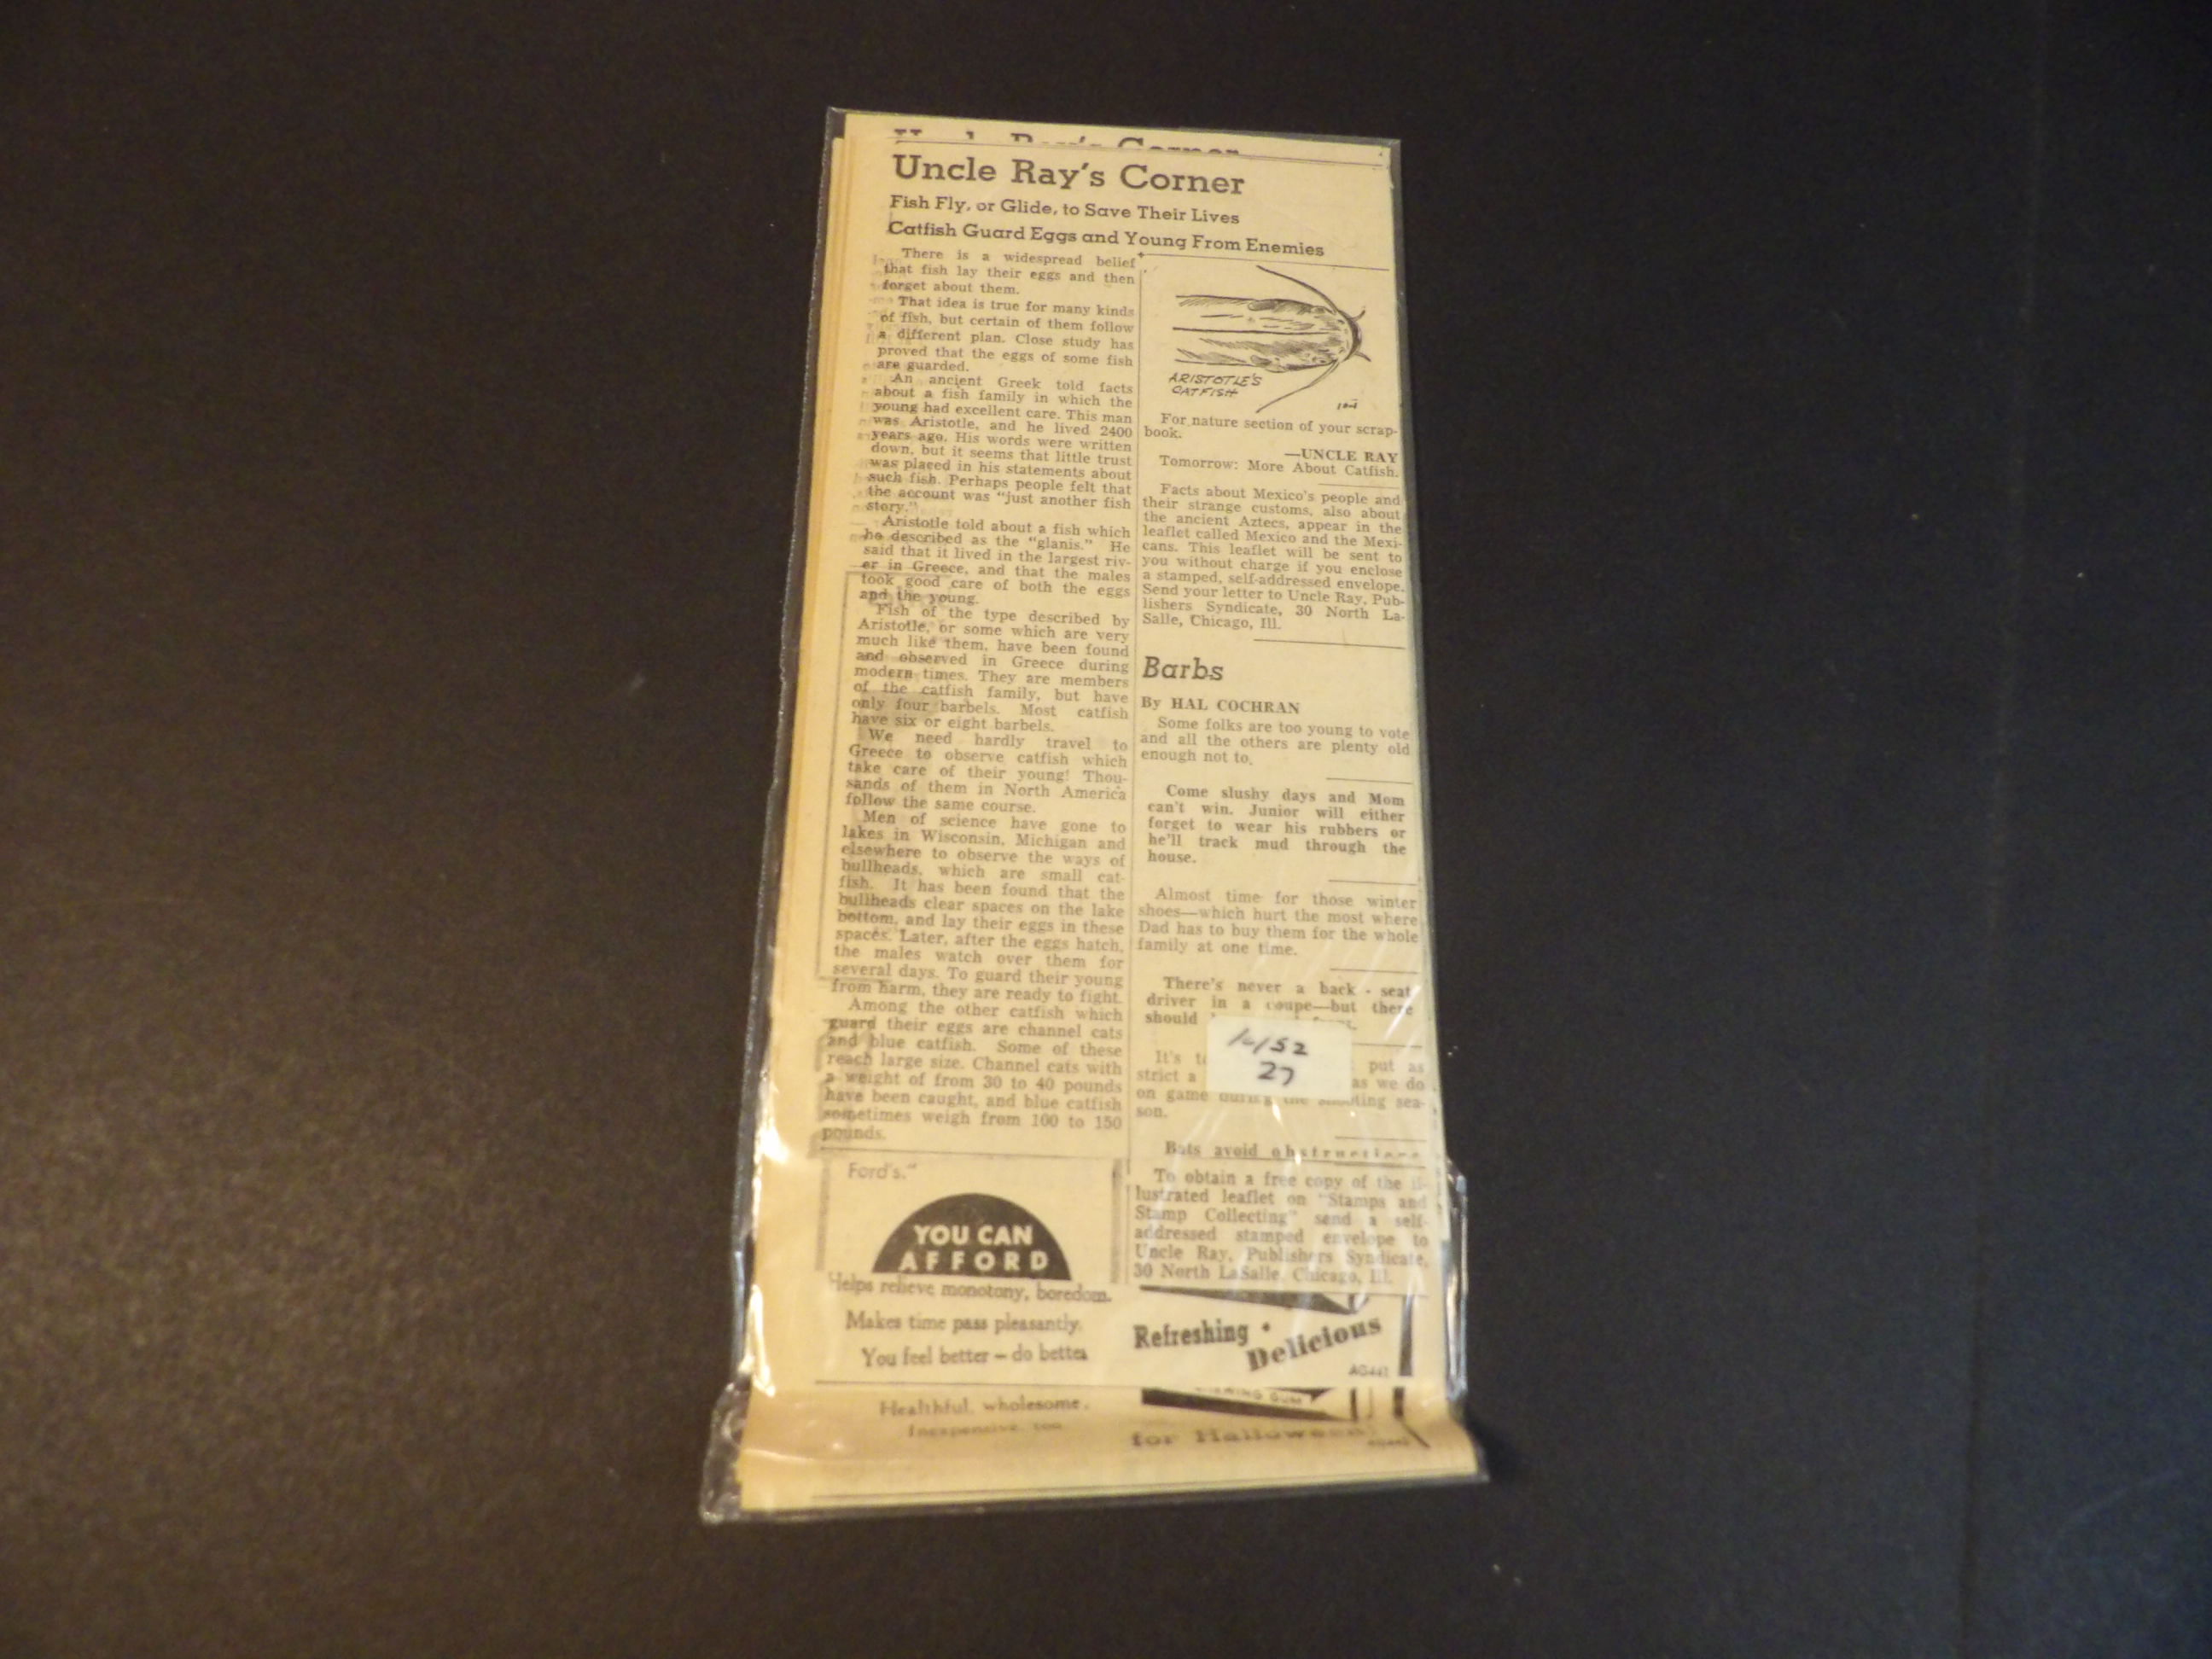 Uncle Ray's Corner
Fish Fly, or Glide, to Save Their Lives
Catfish Guard Eggs and Young From Enemies
There is a widespread belief
that fish lay their eggs and then
forget about them.
That idea is true for many kinds
of fish, but certain of them follow
a different plan. Close study has
proved that the eggs of some fish
are guarded.
An ancient Greek told facts
about a fish family in which the
young had excellent care. This man
was Aristotle, and he lived 2400
years ago. His words were written
down, but it seems that little trust
was placed in his statements about
such fish. Perhaps people felt that
the account was "just another fish
story."
Aristotle told about a fish which
he described as the "glanis." He
said that it lived in the largest riv-
er in Greece, and that the males
took good care of both the eggs
and the young.
Fish of the type described by
Aristotle, or some which are very
much like them, have been found
and observed in Greece during
modern times. They are members
of the catfish family, but have
only four barbels. Most catfish
have six or eight barbels.
We need hardly travel to
Greece to observe catfish which
take care of their young! Thou-
sands of them in North America
follow the same course.
Men of science have gone to
lakes in Wisconsin, Michigan and
elsewhere to observe the ways of
bullheads, which are small cat-
fish. It has been found that the
bullheads clear spaces on the lake
bottom, and lay their eggs in these
spaces. Later, after the eggs hatch,
the males watch over them for
several days. To guard their young
from harm, they are ready to fight.
Among the other catfish which
guard their eggs are channel cats
and blue catfish. Some of these
reach large size. Channel cats with
a weight of from 30 to 40 pounds
have been caught, and blue catfish
sometimes weigh from 100 to 150
pounds.
ARISTOTLE'S
CATFISH
For nature section of your scrap-
book.
—UNCLE RAY
Tomorrow: More About Catfish.
Facts about Mexico's people and
their strange customs, also about
the ancient Aztecs, appear in the
leaflet called Mexico and the Mexi-
cans. This leaflet will be sent to
you without charge if you enclose
a stamped, self-addressed envelope.
Send your letter to Uncle Ray, Pub-
lishers Syndicate, 30 North La-
Salle, Chicago, Ill.
Barbs
By HAL COCHRAN
Some folks are too young to vote
and all the others are plenty old
enough not to.
Come slushy days and Mom
can't win. Junior will either
forget to wear his rubbers or
he'll track mud through the
house.
Almost time for those winter
shoes—which hurt the most where
Dad has to buy them for the whole
family at one time.
There's never a back - seat
driver in a coupe—but there
should
It's put as
strict a as we do
on game during the shooting sea-
son.
27
Bats avoid obstructions
To obtain a free copy of the il-
lustrated leaflet on "Stamps and
Stamp Collecting" send a self-
addressed stamped envelope to
Uncle Ray, Publishers Syndicate,
30 North LaSalle, Chicago, Ill.
Ford's."
YOU CAN
AFFORD
Helps relieve monotony, boredom.
Makes time pass pleasantly.
You feel better – do better
Refreshing •
Delicious
AG441
Healthful, wholesome.
Inexpensive, too
for Halloween!